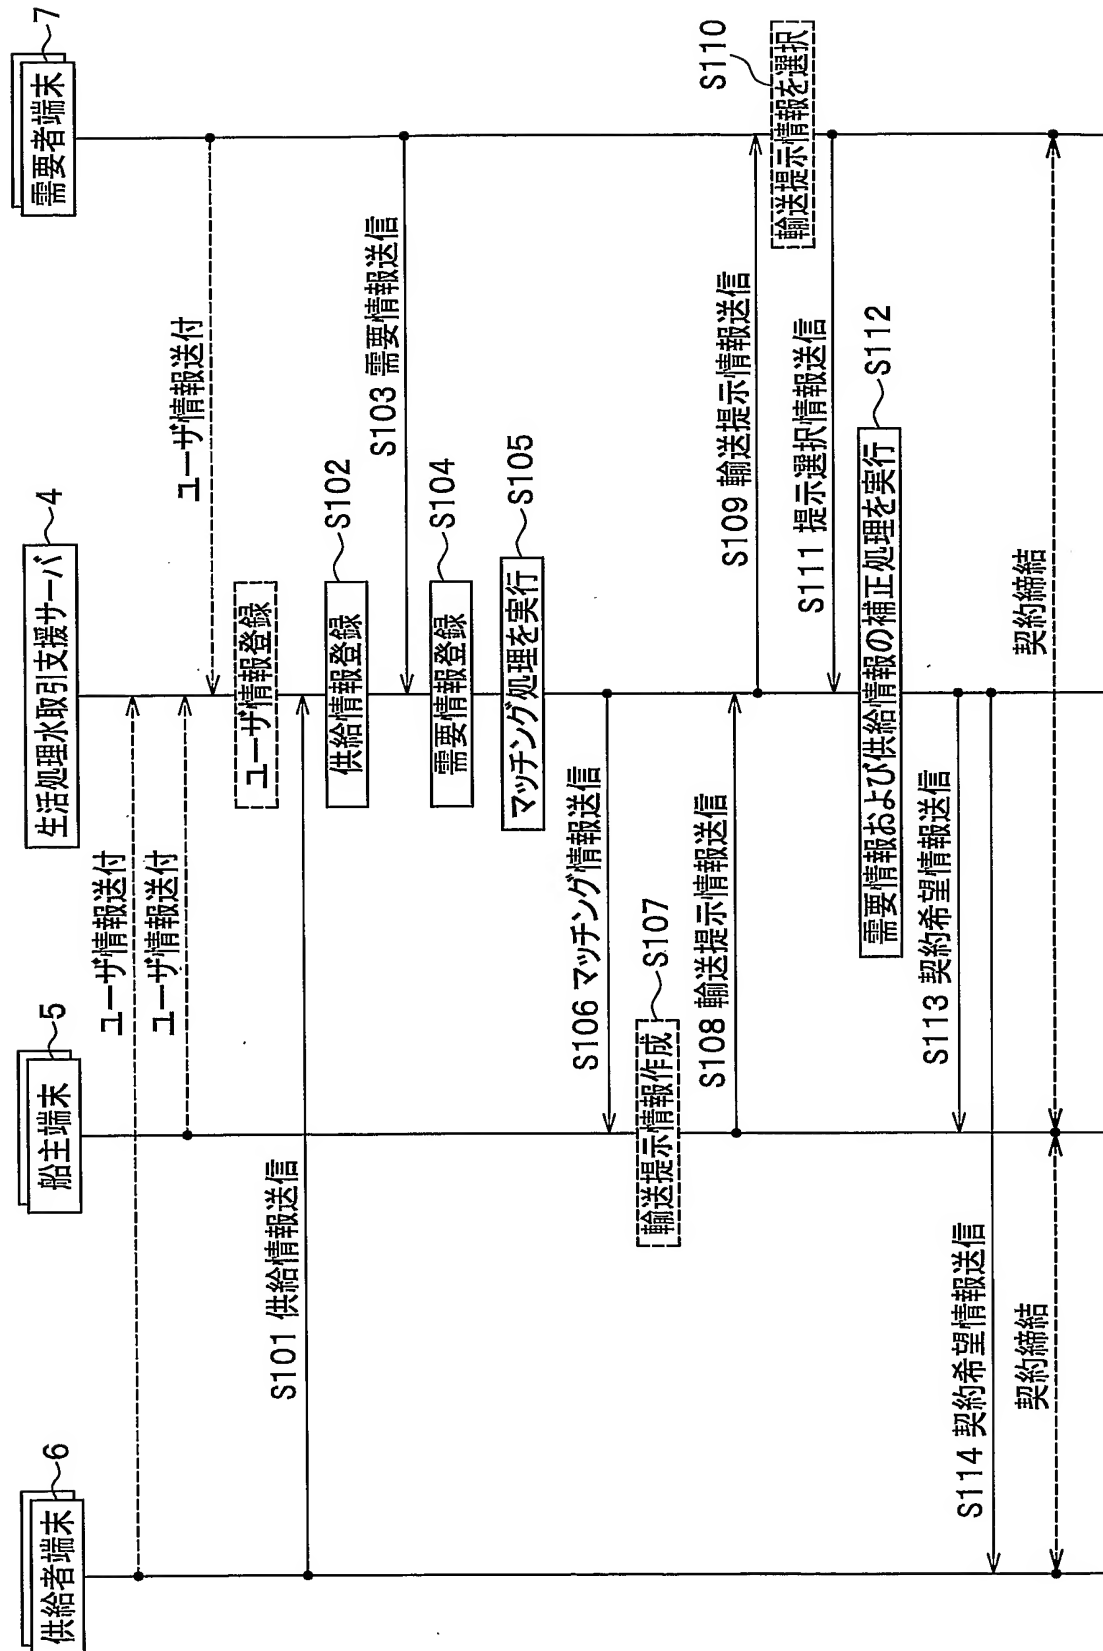 供給者端末 6
船主端末 5
生活処理水取引支援サーバ 4
需要者端末 7
ユーザ情報送付
ユーザ情報送付
ユーザ情報送付
ユーザ情報登録
S101 供給情報送信
供給情報登録 S102
S103 需要情報送信
需要情報登録 S104
マッチング処理を実行 S105
S106 マッチング情報送信
輸送提示情報作成 S107
S108 輸送提示情報送信
S109 輸送提示情報送信
輸送提示情報を選択 S110
S111 提示選択情報送信
需要情報および供給情報の補正処理を実行 S112
S113 契約希望情報送信
S114 契約希望情報送信
契約締結
契約締結